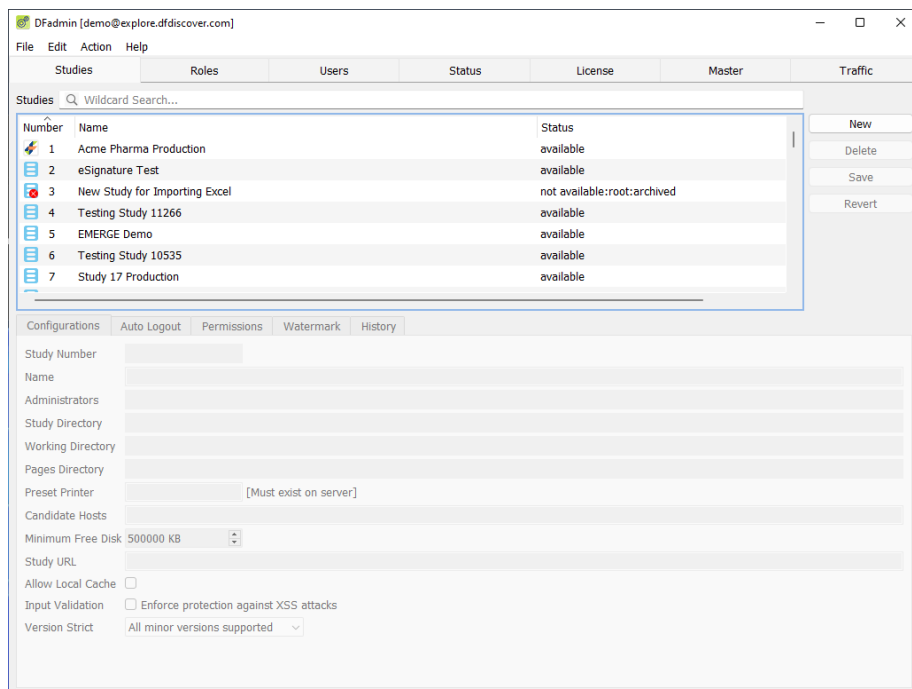 DFadmin [demo@explore.dfdiscover.com]
File Edit Action Help
Studies Roles Users Status License Master Traffic
Studies Wildcard Search...
Number Name Status
1 Acme Pharma Production available
2 eSignature Test available
3 New Study for Importing Excel not available:root:archived
4 Testing Study 11266 available
5 EMERGE Demo available
6 Testing Study 10535 available
7 Study 17 Production available
New
Delete
Save
Revert
Configurations Auto Logout Permissions Watermark History
Study Number
Name
Administrators
Study Directory
Working Directory
Pages Directory
Preset Printer [Must exist on server]
Candidate Hosts
Minimum Free Disk 500000 KB
Study URL
Allow Local Cache
Input Validation Enforce protection against XSS attacks
Version Strict All minor versions supported